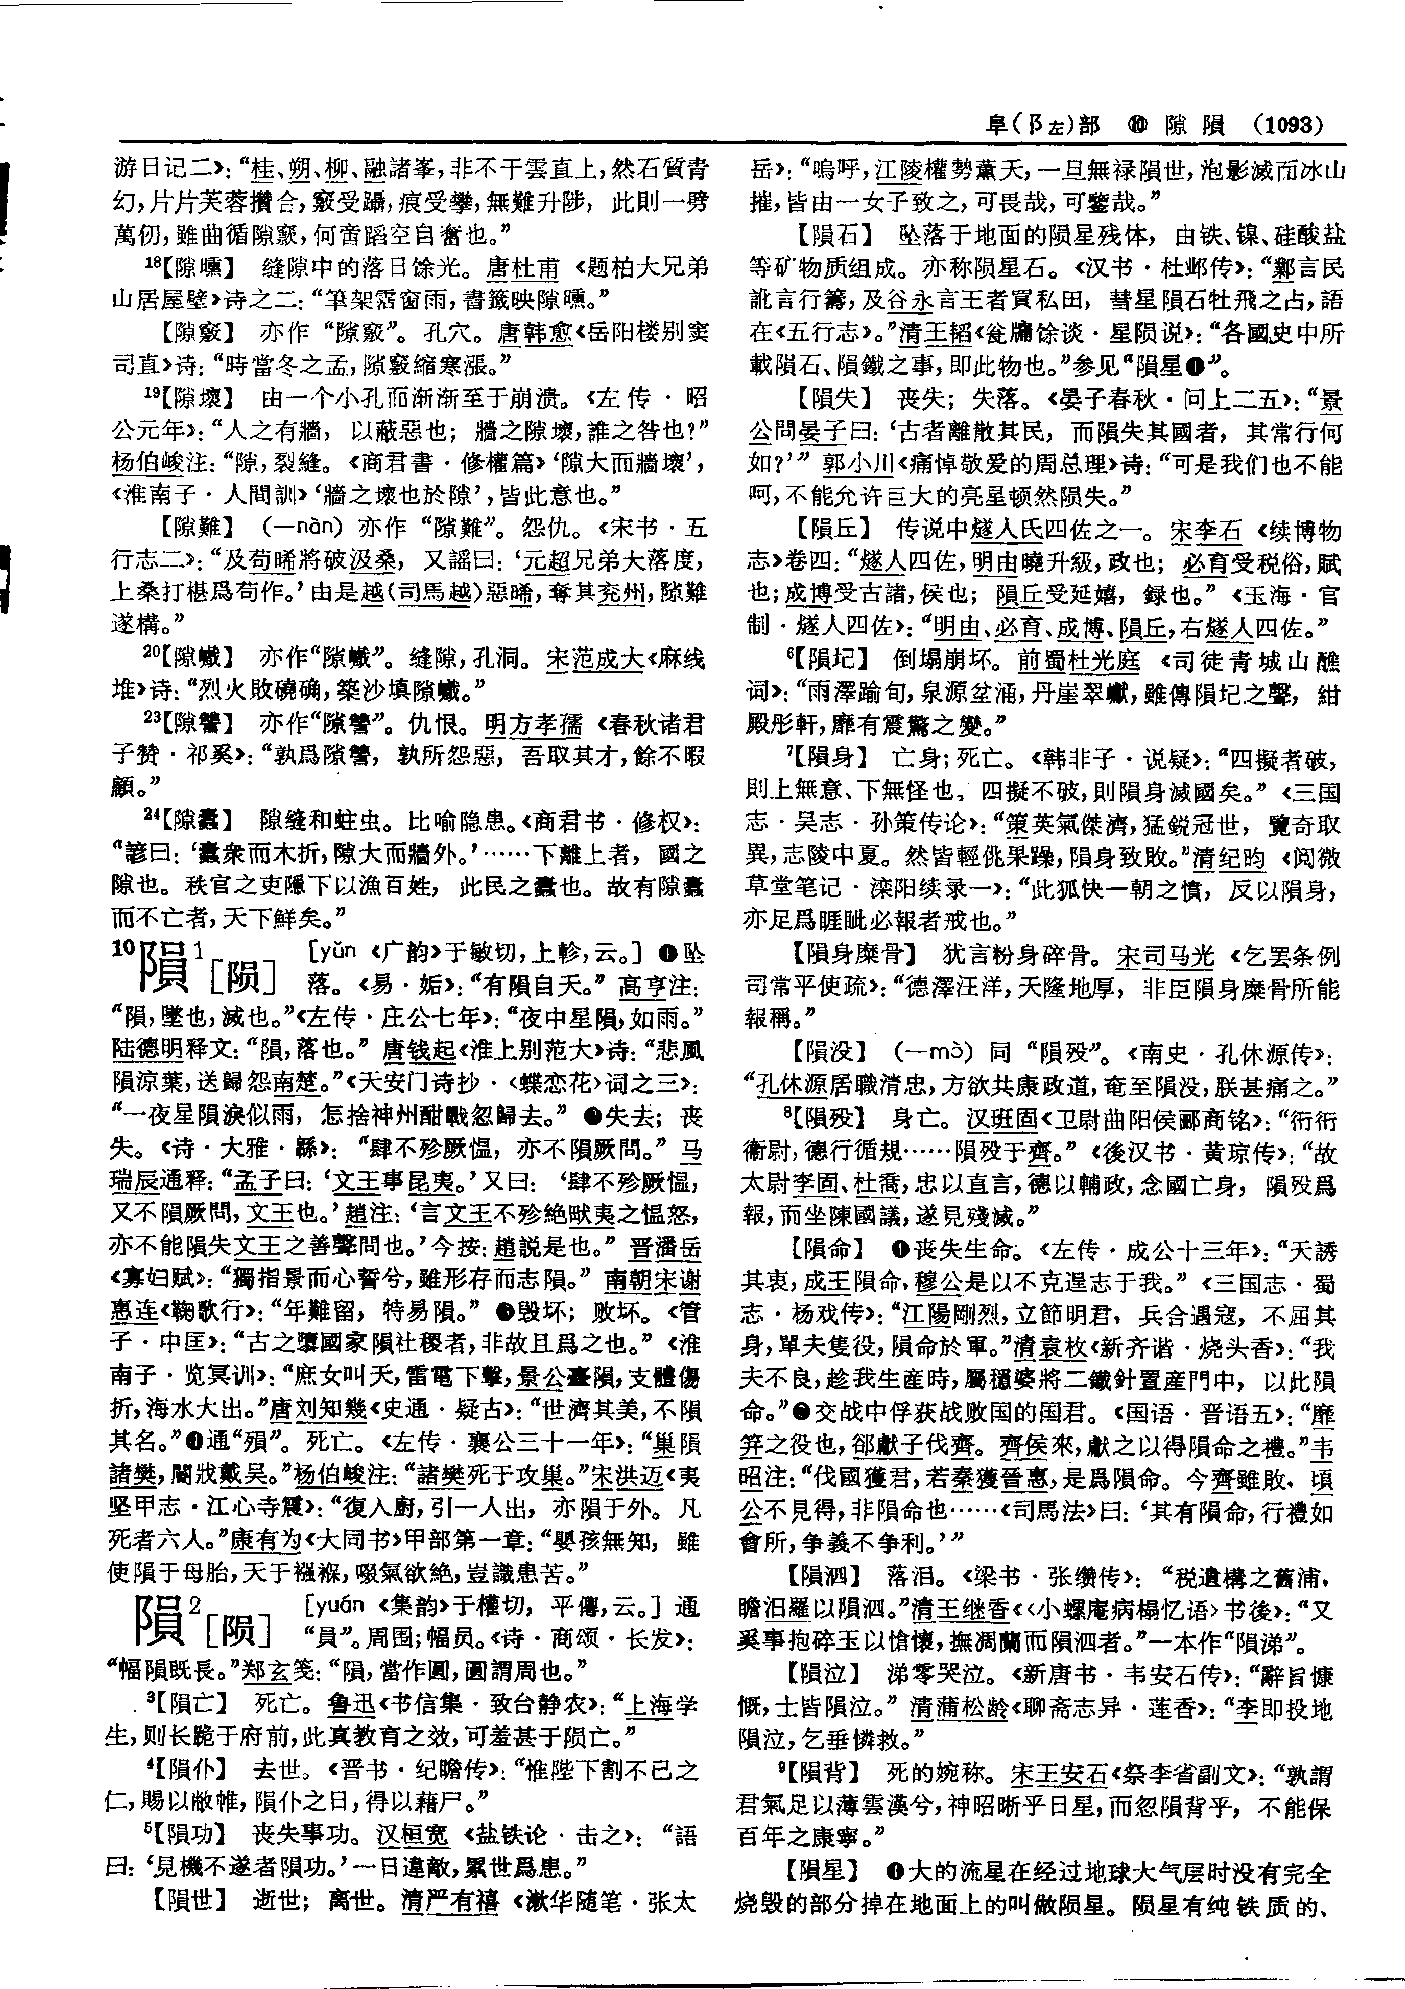 阜(阝左)部 ⑩ 隙 隕 (1093)
游日记二》：“桂、朔、柳、融諸峯，非不干雲直上，然石質青
幻，片片芙蓉攢合，竅受躡，痕受攀，無難升陟，此則一劈
萬仞，雖曲循隙竅，何啻蹈空自奮也。”
18【隙曛】 缝隙中的落日馀光。唐杜甫《题柏大兄弟
山居屋壁》诗之二：“筆架霑窗雨，書籤映隙曛。”
【隙竅】 亦作“隟竅”。孔穴。唐韩愈《岳阳楼别窦
司直》诗：“時當冬之孟，隟竅縮寒漲。”
19【隙壞】 由一个小孔而渐渐至于崩溃。《左传·昭
公元年》：“人之有牆，以蔽惡也；牆之隙壞，誰之咎也？”
杨伯峻注：“隙，裂縫。《商君書·修權篇》‘隙大而牆壞’，
《淮南子·人間訓》‘牆之壞也於隙’，皆此意也。”
【隙難】 (—nàn) 亦作“隟難”。怨仇。《宋书·五
行志二》：“及苟晞將破汲桑，又謡曰：‘元超兄弟大落度，
上桑打椹爲苟作。’由是越(司馬越)惡晞，奪其兖州，隟難
遂構。”
20【隙巇】 亦作“隟巇”。缝隙，孔洞。宋范成大《麻线
堆》诗：“烈火敗磽确，築沙填隙巇。”
23【隙讐】 亦作“隟讐”。仇恨。明方孝孺《春秋诸君
子赞·祁奚》：“孰爲隟讐，孰所怨惡，吾取其才，餘不暇
顧。”
24【隙蠹】 隙缝和蛀虫。比喻隐患。《商君书·修权》：
“諺曰：‘蠹衆而木折，隙大而牆外。’……下離上者，國之
隙也。秩官之吏隱下以漁百姓，此民之蠹也。故有隙蠹
而不亡者，天下鮮矣。”
10隕1[陨] [yǔn《广韵》于敏切，上軫，云。] ❶坠
落。《易·姤》：“有隕自天。”高亨注：
“隕，墜也，滅也。”《左传·庄公七年》：“夜中星隕，如雨。”
陆德明释文：“隕，落也。”唐钱起《淮上别范大》诗：“悲風
隕涼葉，送歸怨南楚。”《天安门诗抄·〈蝶恋花〉词之三》：
“一夜星隕淚似雨，怎捨神州酣戰忽歸去。”❷失去；丧
失。《诗·大雅·緜》：“肆不殄厥愠，亦不隕厥問。”马
瑞辰通释：“孟子曰：‘文王事昆夷。’又曰：‘肆不殄厥愠，
又不隕厥問，文王也。’趙注：‘言文王不殄絶畎夷之愠怒，
亦不能隕失文王之善聲問也。’今按：趙説是也。”晋潘岳
《寡妇赋》：“獨指景而心誓兮，雖形存而志隕。”南朝宋谢
惠连《鞠歌行》：“年難留，特易隕。”❸毁坏；败坏。《管
子·中匡》：“古之隳國家隕社稷者，非故且爲之也。”《淮
南子·览冥训》：“庶女叫天，雷電下擊，景公臺隕，支體傷
折，海水大出。”唐刘知幾《史通·疑古》：“世濟其美，不隕
其名。”❹通“殞”。死亡。《左传·襄公三十一年》：“巢隕
諸樊，閽戕戴吴。”杨伯峻注：“諸樊死于攻巢。”宋洪迈《夷
坚甲志·江心寺震》：“復入廚，引一人出，亦隕于外。凡
死者六人。”康有为《大同书》甲部第一章：“嬰孩無知，雖
使隕于母胎，夭于襁褓，啜氣欲絶，豈識患苦。”
隕2[陨] [yuán《集韵》于權切，平僊，云。] 通
“員”。周围；幅员。《诗·商颂·长发》：
“幅隕既長。”郑玄笺：“隕，當作圓，圓謂周也。”
3【隕亡】 死亡。鲁迅《书信集·致台静农》：“上海学
生，则长跪于府前，此真教育之效，可羞甚于陨亡。”
4【隕仆】 去世。《晋书·纪瞻传》：“惟陛下割不已之
仁，賜以敝帷，隕仆之日，得以藉尸。”
5【隕功】 丧失事功。汉桓宽《盐铁论·击之》：“語
曰：‘見機不遂者隕功。’一日違敵，累世爲患。”
【隕世】 逝世；离世。清严有禧《漱华随笔·张太
岳》：“嗚呼，江陵權勢薰天，一旦無禄隕世，泡影滅而冰山
摧，皆由一女子致之，可畏哉，可鑒哉。”
【隕石】 坠落于地面的陨星残体，由铁、镍、硅酸盐
等矿物质组成。亦称陨星石。《汉书·杜邺传》：“鄴言民
訛言行籌，及谷永言王者買私田，彗星隕石牡飛之占，語
在《五行志》。”清王韬《瓮牖馀谈·星陨说》：“各國史中所
載隕石、隕鐵之事，即此物也。”参见“隕星❶”。
【隕失】 丧失；失落。《晏子春秋·问上二五》：“景
公問晏子曰：‘古者離散其民，而隕失其國者，其常行何
如？’”郭小川《痛悼敬爱的周总理》诗：“可是我们也不能
呵，不能允许巨大的亮星顿然陨失。”
【隕丘】 传说中燧人氏四佐之一。宋李石《续博物
志》卷四：“燧人四佐，明由曉升級，政也；必育受税俗，賦
也；成博受古諸，侯也；隕丘受延嬉，録也。”《玉海·官
制·燧人四佐》：“明由、必育、成博、隕丘，右燧人四佐。”
6【隕圮】 倒塌崩坏。前蜀杜光庭《司徒青城山醮
词》：“雨澤踰旬，泉源坌涌，丹崖翠巘，雖傳隕圮之聲，紺
殿彤軒，靡有震驚之變。”
7【隕身】 亡身；死亡。《韩非子·说疑》：“四擬者破，
則上無意、下無怪也。四擬不破，則隕身滅國矣。”《三国
志·吴志·孙策传论》：“策英氣傑濟，猛鋭冠世，覽奇取
異，志陵中夏。然皆輕佻果躁，隕身致敗。”清纪昀《阅微
草堂笔记·滦阳续录一》：“此狐快一朝之憤，反以隕身，
亦足爲睚眦必報者戒也。”
【隕身糜骨】 犹言粉身碎骨。宋司马光《乞罢条例
司常平使疏》：“德澤汪洋，天隆地厚，非臣隕身糜骨所能
報稱。”
【隕没】 (—mò) 同“隕殁”。《南史·孔休源传》：
“孔休源居職清忠，方欲共康政道，奄至隕没，朕甚痛之。”
8【隕殁】 身亡。汉班固《卫尉曲阳侯郦商铭》：“衎衎
衞尉，德行循規……隕殁于齊。”《後汉书·黄琼传》：“故
太尉李固、杜喬，忠以直言，德以輔政，念國亡身，隕殁爲
報，而坐陳國議，遂見殘滅。”
【隕命】 ❶丧失生命。《左传·成公十三年》：“天誘
其衷，成王隕命，穆公是以不克逞志于我。”《三国志·蜀
志·杨戏传》：“江陽剛烈，立節明君，兵合遇寇，不屈其
身，單夫隻役，隕命於軍。”清袁枚《新齐谐·烧头香》：“我
夫不良，趁我生產時，屬穩婆將二鐵針置產門中，以此隕
命。”❷交战中俘获战败国的国君。《国语·晋语五》：“靡
笄之役也，郤獻子伐齊。齊侯來，獻之以得隕命之禮。”韦
昭注：“伐國獲君，若秦獲晉惠，是爲隕命。今齊雖敗，頃
公不見得，非隕命也……《司馬法》曰：‘其有隕命，行禮如
會所，争義不争利。’”
【隕泗】 落泪。《梁书·张缵传》：“税遺構之舊浦，
瞻汨羅以隕泗。”清王继香《〈小螺庵病榻忆语〉书後》：“又
奚事抱碎玉以愴懷，撫凋蘭而隕泗者。”一本作“隕涕”。
【隕泣】 涕零哭泣。《新唐书·韦安石传》：“辭旨慷
慨，士皆隕泣。”清蒲松龄《聊斋志异·莲香》：“李即投地
隕泣，乞垂憐救。”
9【隕背】 死的婉称。宋王安石《祭李省副文》：“孰謂
君氣足以薄雲漢兮，神昭晰乎日星，而忽隕背乎，不能保
百年之康寧。”
【隕星】 ❶大的流星在经过地球大气层时没有完全
烧毁的部分掉在地面上的叫做陨星。陨星有纯铁质的、